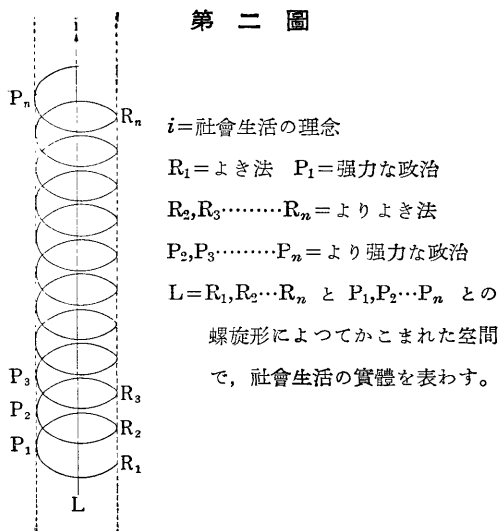 第二圖
i
Pn
Rn
i=社會生活の理念
R1=よき法 P1=强力な政治
R2,R3………Rn=よりよき法
P2,P3………Pn=より强力な政治
L=R1,R2…Rn と P1,P2…Pn との
螺旋形によつてかこまれた空間
で，社會生活の實體を表わす。
P3
R3
P2
R2
P1
R1
L